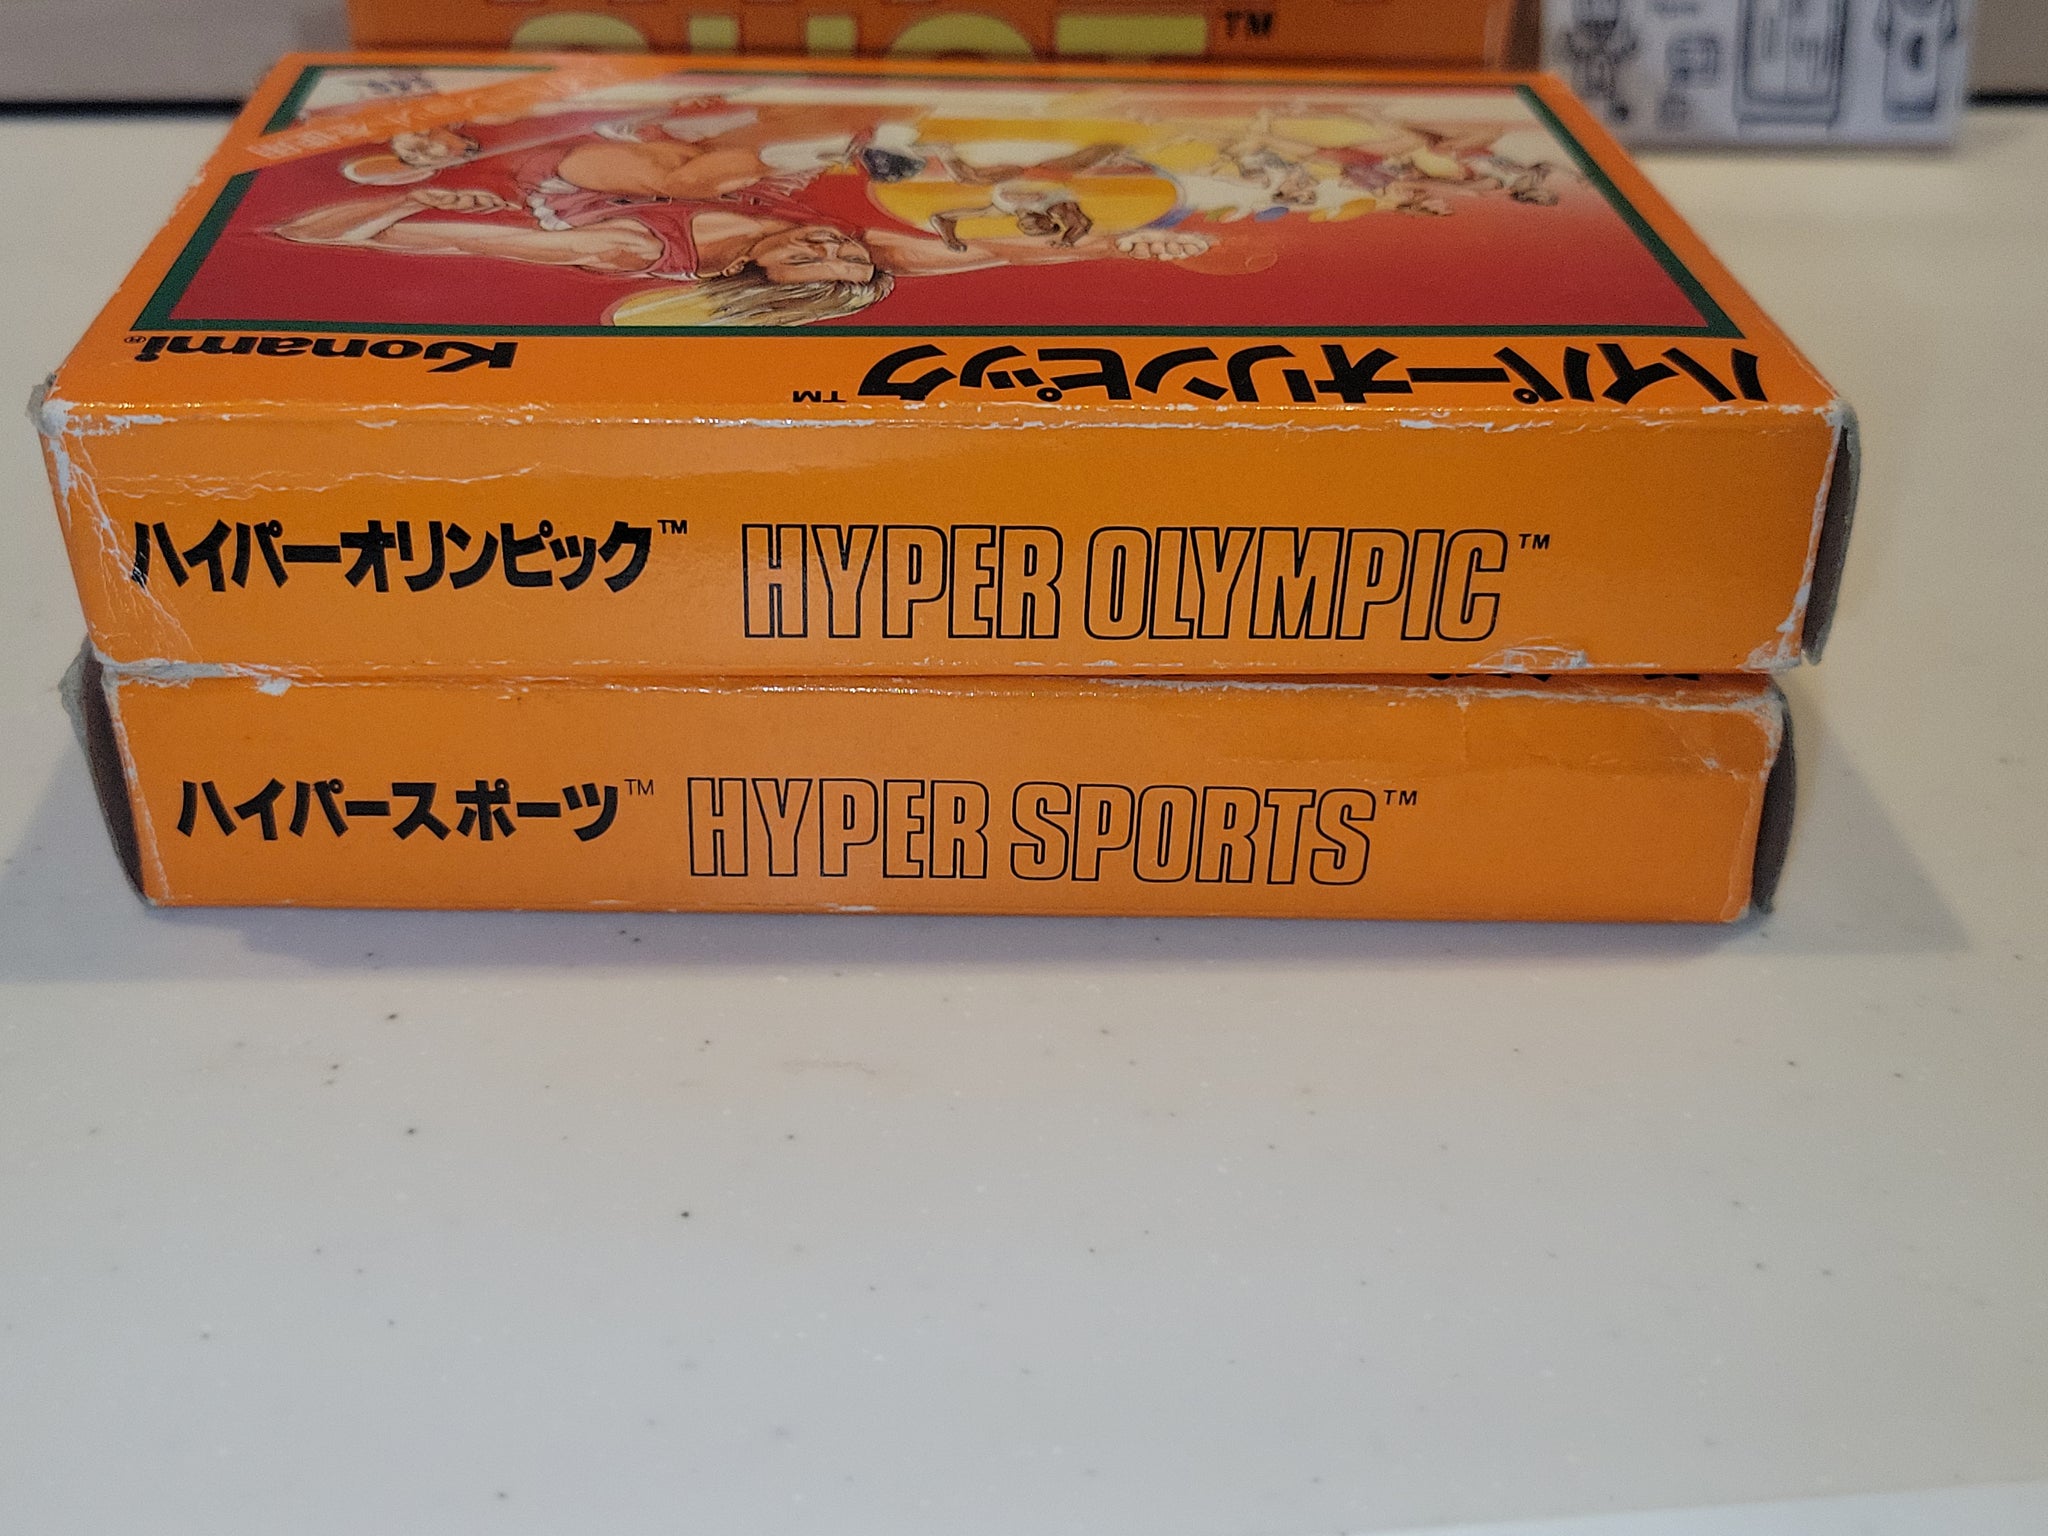 ™
Konami®
ハイパーオリンピック™
ハイパーオリンピック™ HYPER OLYMPIC™
ハイパースポーツ™ HYPER SPORTS™